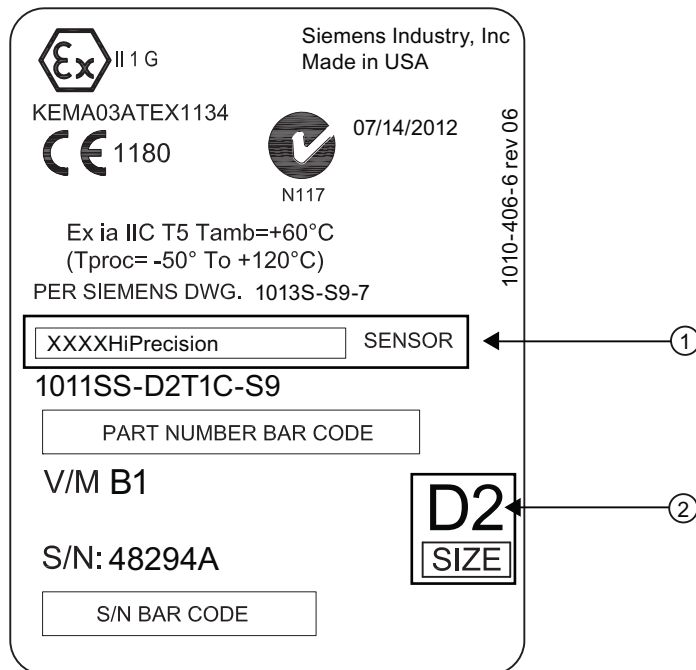 Ex II 1 G
Siemens Industry, Inc
Made in USA
KEMA03ATEX1134
CE 1180
07/14/2012
N117
1010-406-6 rev 06
Ex ia IIC T5 Tamb=+60°C
(Tproc= -50° To +120°C)
PER SIEMENS DWG. 1013S-S9-7
XXXXHiPrecision SENSOR
1
1011SS-D2T1C-S9
PART NUMBER BAR CODE
V/M B1
D2
2
SIZE
S/N: 48294A
S/N BAR CODE